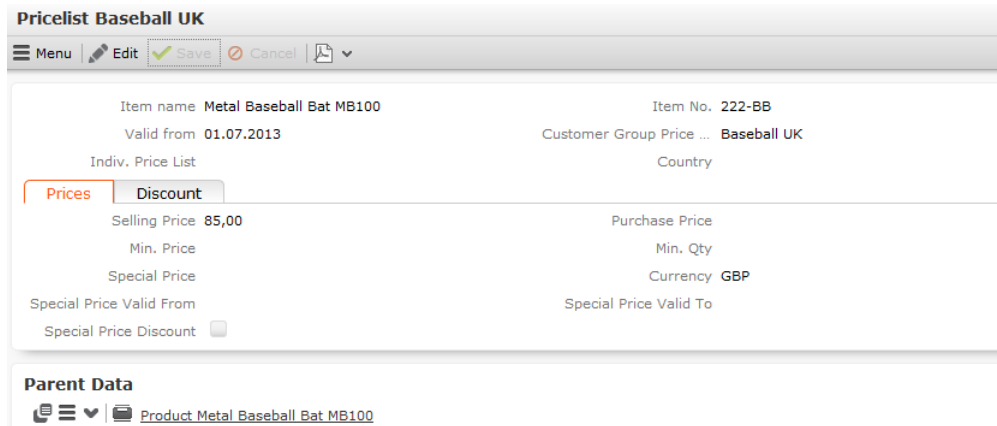 Pricelist Baseball UK
Menu Edit Save Cancel
Item name Metal Baseball Bat MB100 Item No. 222-BB
Valid from 01.07.2013 Customer Group Price ... Baseball UK
Indiv. Price List Country
Prices Discount
Selling Price 85,00 Purchase Price
Min. Price Min. Qty
Special Price Currency GBP
Special Price Valid From Special Price Valid To
Special Price Discount
Parent Data
Product Metal Baseball Bat MB100